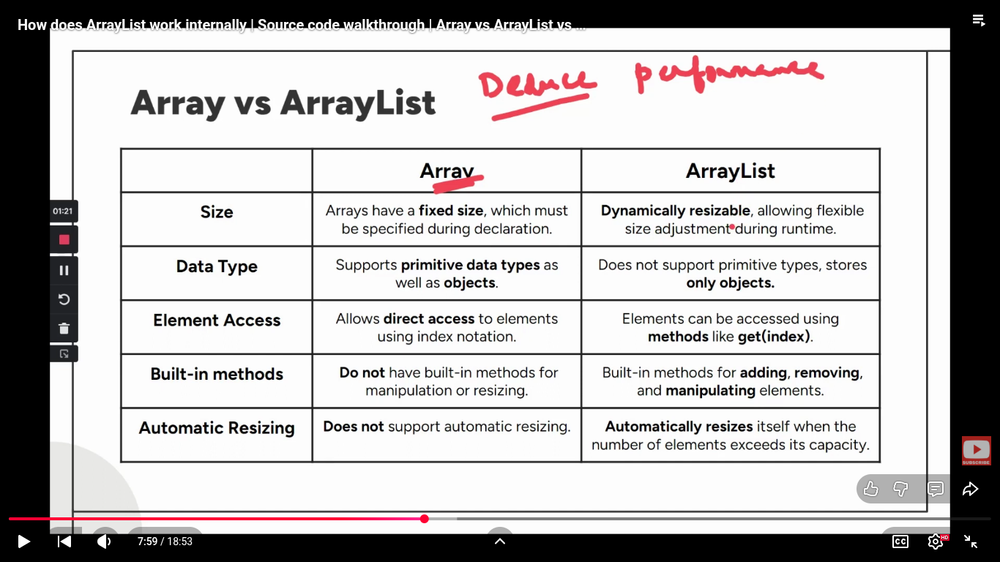 How does ArrayList work internally | Source code walkthrough | Array vs ArrayList vs ...
Deduce performance
Array vs ArrayList
Array
ArrayList
Size
Arrays have a fixed size, which must
be specified during declaration.
Dynamically resizable, allowing flexible
size adjustment during runtime.
Data Type
Supports primitive data types as
well as objects.
Does not support primitive types, stores
only objects.
Element Access
Allows direct access to elements
using index notation.
Elements can be accessed using
methods like get(index).
Built-in methods
Do not have built-in methods for
manipulation or resizing.
Built-in methods for adding, removing,
and manipulating elements.
Automatic Resizing
Does not support automatic resizing.
Automatically resizes itself when the
number of elements exceeds its capacity.
01:21
SUBSCRIBE
7:59 / 18:53
CC
HD